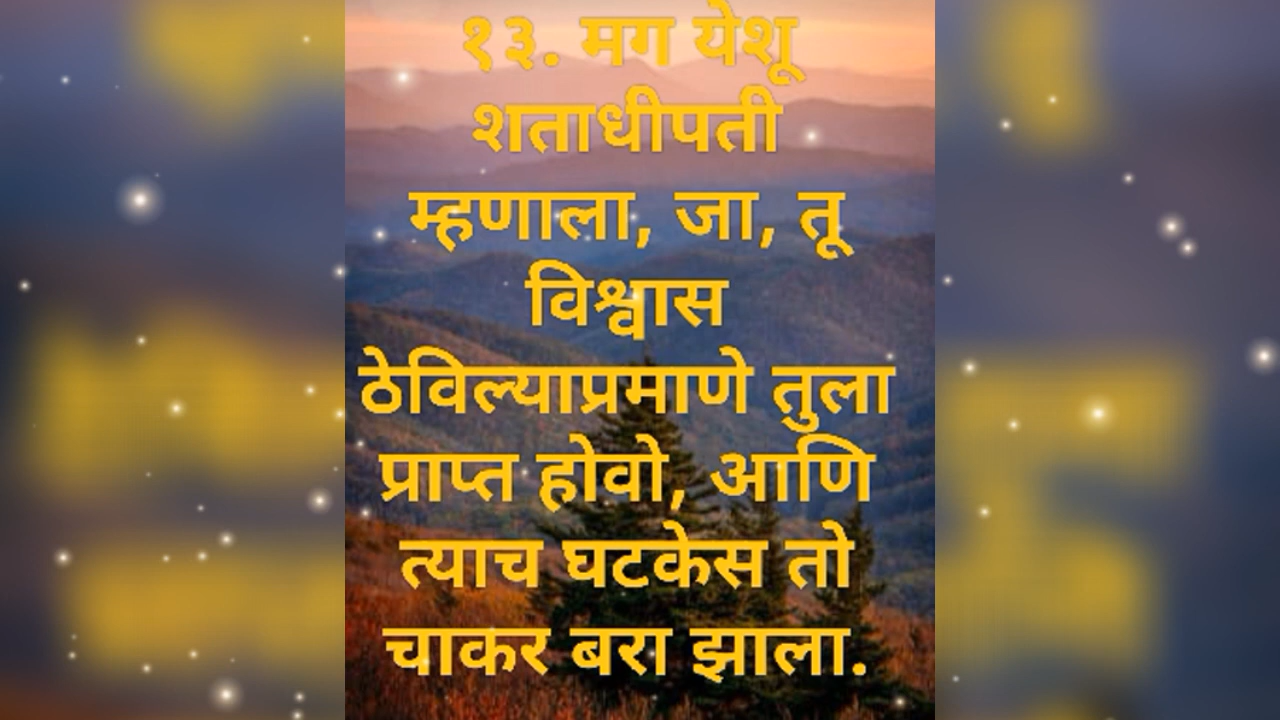 १३. मग येशू
शताधीपती
म्हणाला, जा, तू
विश्वास
ठेविल्याप्रमाणे तुला
प्राप्त होवो, आणि
त्याच घटकेस तो
चाकर बरा झाला.